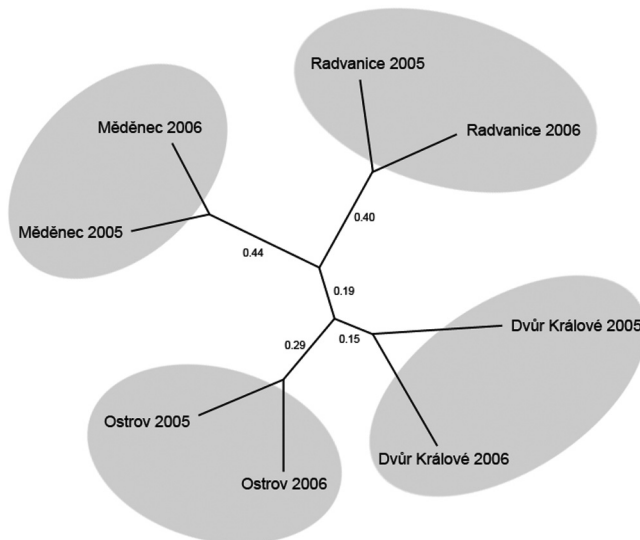 Radvanice 2005
Měděnec 2006
Radvanice 2006
Měděnec 2005
0.40
0.44
0.19
Dvůr Králové 2005
0.29
0.15
Ostrov 2005
Dvůr Králové 2006
Ostrov 2006